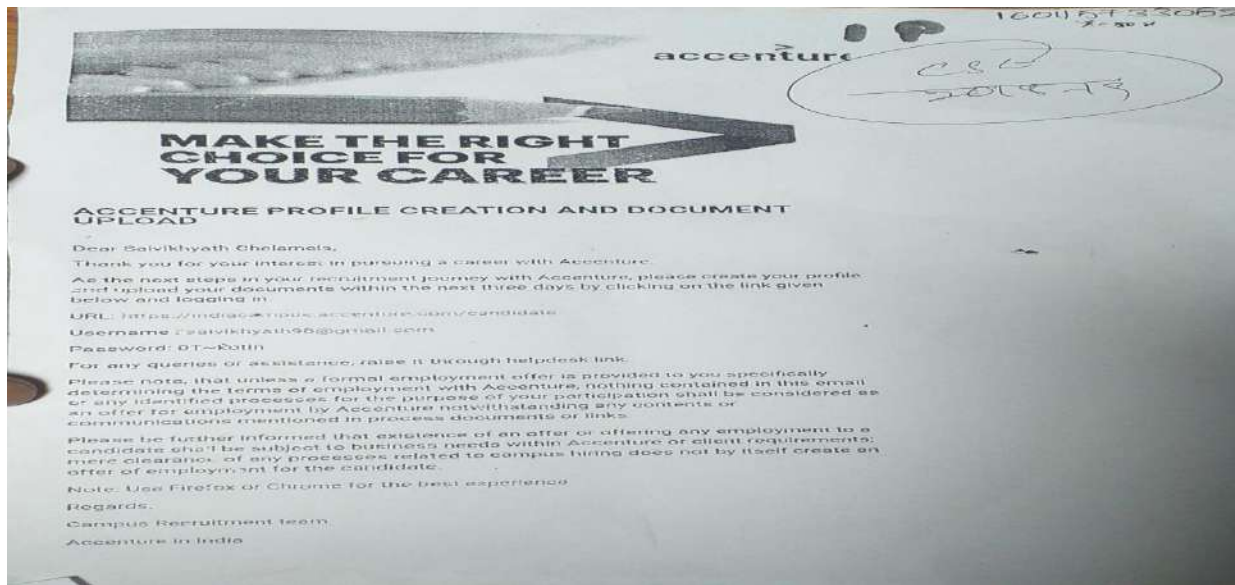 accenture
MAKE THE RIGHT
CHOICE FOR
YOUR CAREER
ACCENTURE PROFILE CREATION AND DOCUMENT
UPLOAD
Dear Saivikhyath Chelamela,
Thank you for your interest in pursuing a career with Accenture.
As the next steps in your recruitment journey with Accenture, please create your profile
and upload your documents within the next three days by clicking on the link given
below and logging in.
URL: https://indiacampus.accenture.com/candidate
Username: saivikhyath98@gmail.com
Password:
For any queries or assistance, raise it through helpdesk link.
Please note, that unless a formal employment offer is provided to you specifically
determining the terms of employment with Accenture, nothing contained in this email
or any identified processes for the purpose of your participation shall be considered as
an offer for employment by Accenture notwithstanding any contents or
communications mentioned in process documents or links.
Please be further informed that existence of an offer or offering any employment to a
candidate shall be subject to business needs within Accenture or client requirements;
mere clearance of any processes related to campus hiring does not by itself create an
offer of employment for the candidate.
Note: Use Firefox or Chrome for the best experience
Regards,
Campus Recruitment team
Accenture in India